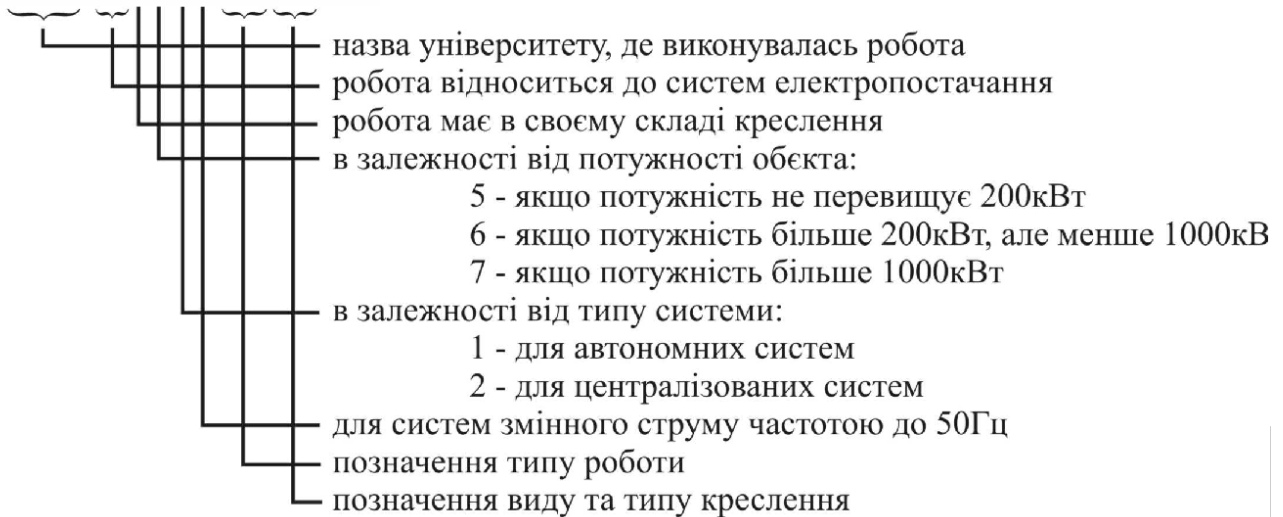 назва університету, де виконувалась робота
робота відноситься до систем електропостачання
робота має в своєму складі креслення
в залежності від потужності обєкта:
5 - якщо потужність не перевищує 200кВт
6 - якщо потужність більше 200кВт, але менше 1000кВ
7 - якщо потужність більше 1000кВт
в залежності від типу системи:
1 - для автономних систем
2 - для централізованих систем
для систем змінного струму частотою до 50Гц
позначення типу роботи
позначення виду та типу креслення